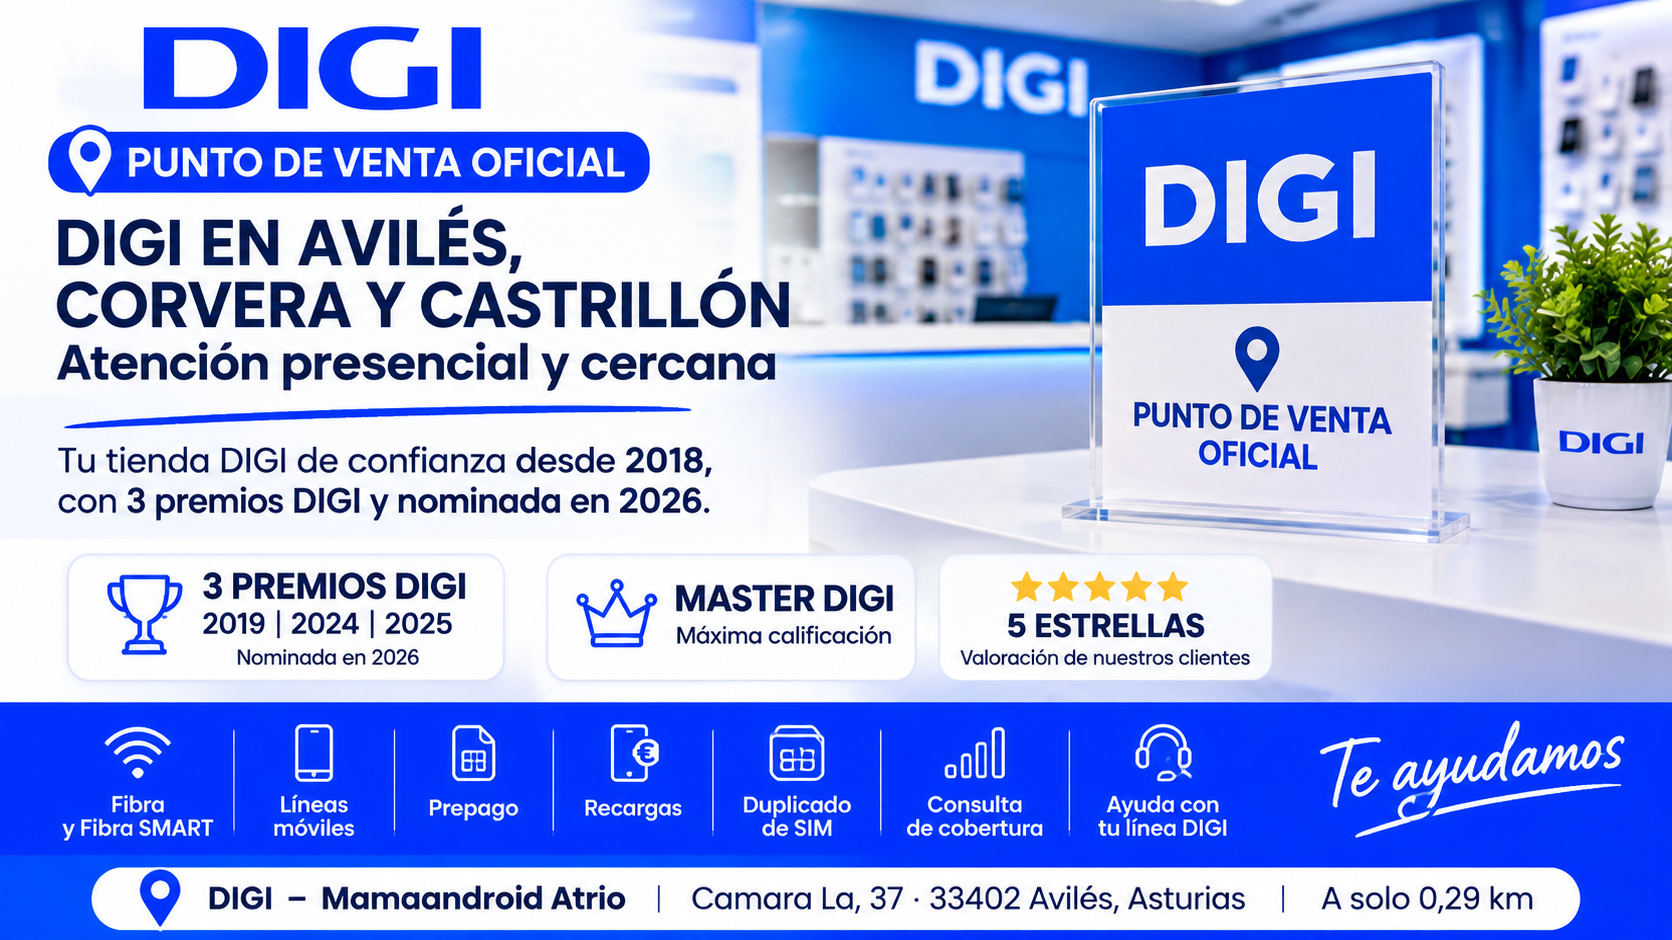 DIGI
PUNTO DE VENTA OFICIAL
DIGI EN AVILÉS,
CORVERA Y CASTRILLÓN
Atención presencial y cercana
Tu tienda DIGI de confianza desde 2018,
con 3 premios DIGI y nominada en 2026.
3 PREMIOS DIGI
2019 | 2024 | 2025
Nominada en 2026
MASTER DIGI
Máxima calificación
5 ESTRELLAS
Valoración de nuestros clientes
DIGI
DIGI
PUNTO DE VENTA
OFICIAL
DIGI
Fibra
y Fibra SMART
Líneas
móviles
Prepago
Recargas
Duplicado
de SIM
Consulta
de cobertura
Ayuda con
tu línea DIGI
Te ayudamos
DIGI – Mamaandroid Atrio | Camara La, 37 · 33402 Avilés, Asturias | A solo 0,29 km